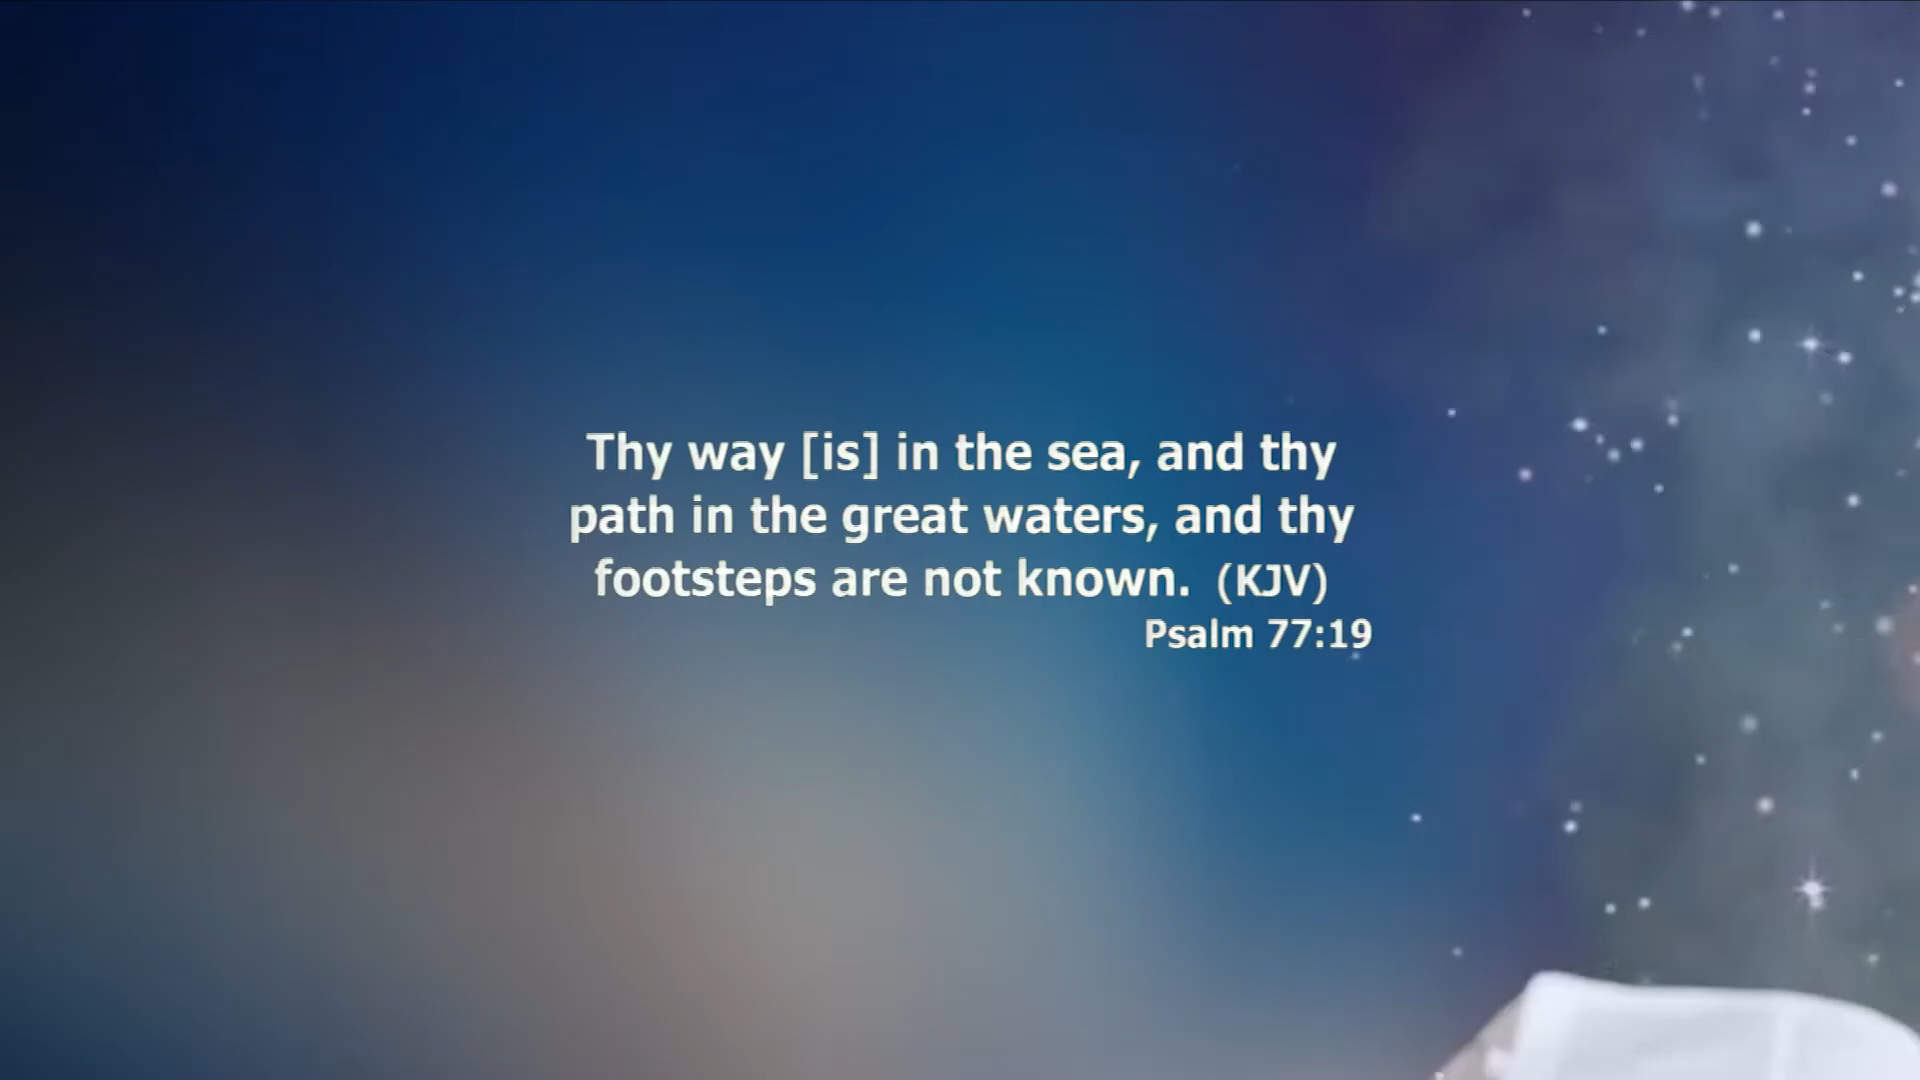 Thy way [is] in the sea, and thy
path in the great waters, and thy
footsteps are not known. (KJV)
Psalm 77:19